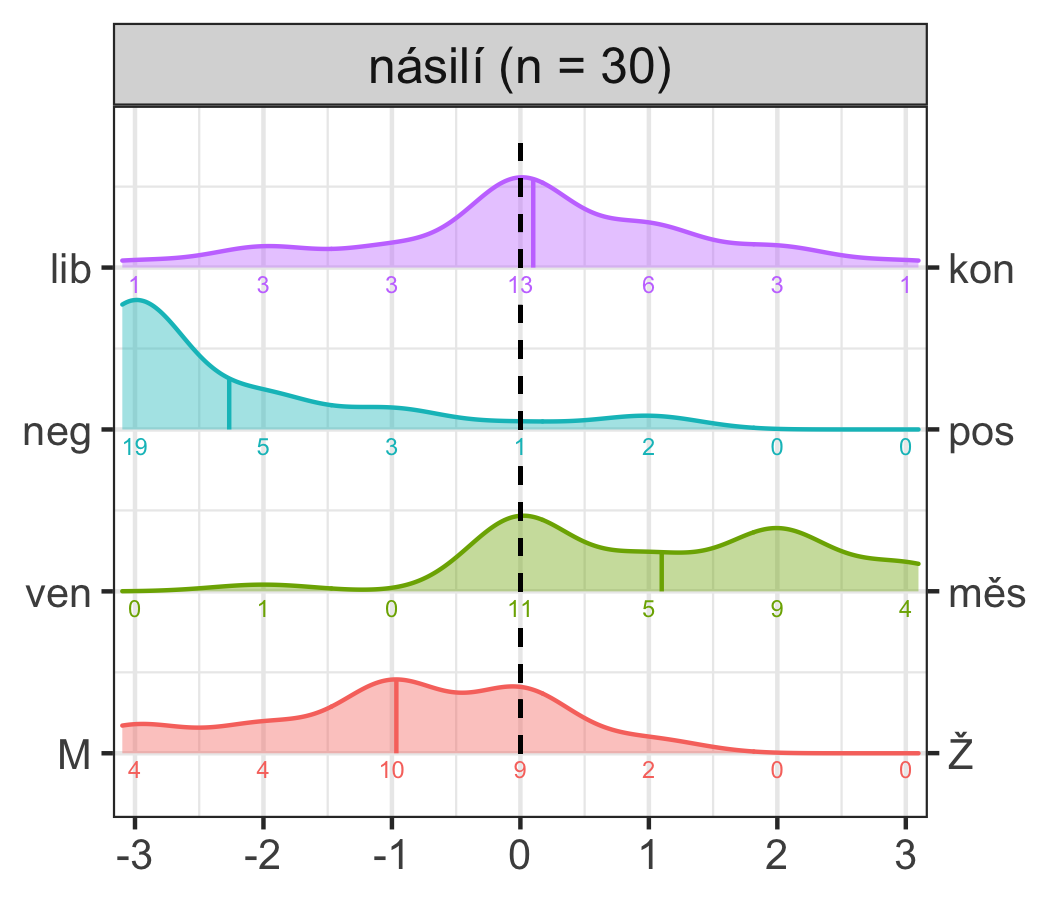 násilí (n = 30)
lib kon
1 3 3 13 6 3 1
neg pos
19 5 3 1 2 0 0
ven měs
0 1 0 11 5 9 4
M Ž
4 4 10 9 2 0 0
-3 -2 -1 0 1 2 3